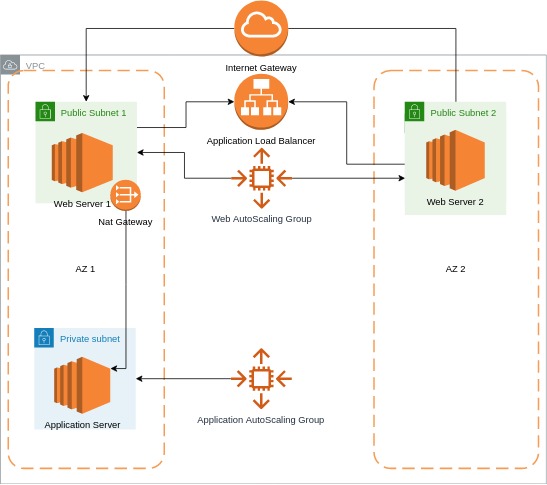 Internet Gateway
VPC
Public Subnet 1
Public Subnet 2
Application Load Balancer
Web Server 1
Web Server 2
Nat Gateway
Web AutoScaling Group
AZ 1
AZ 2
Private subnet
Application Server
Application AutoScaling Group